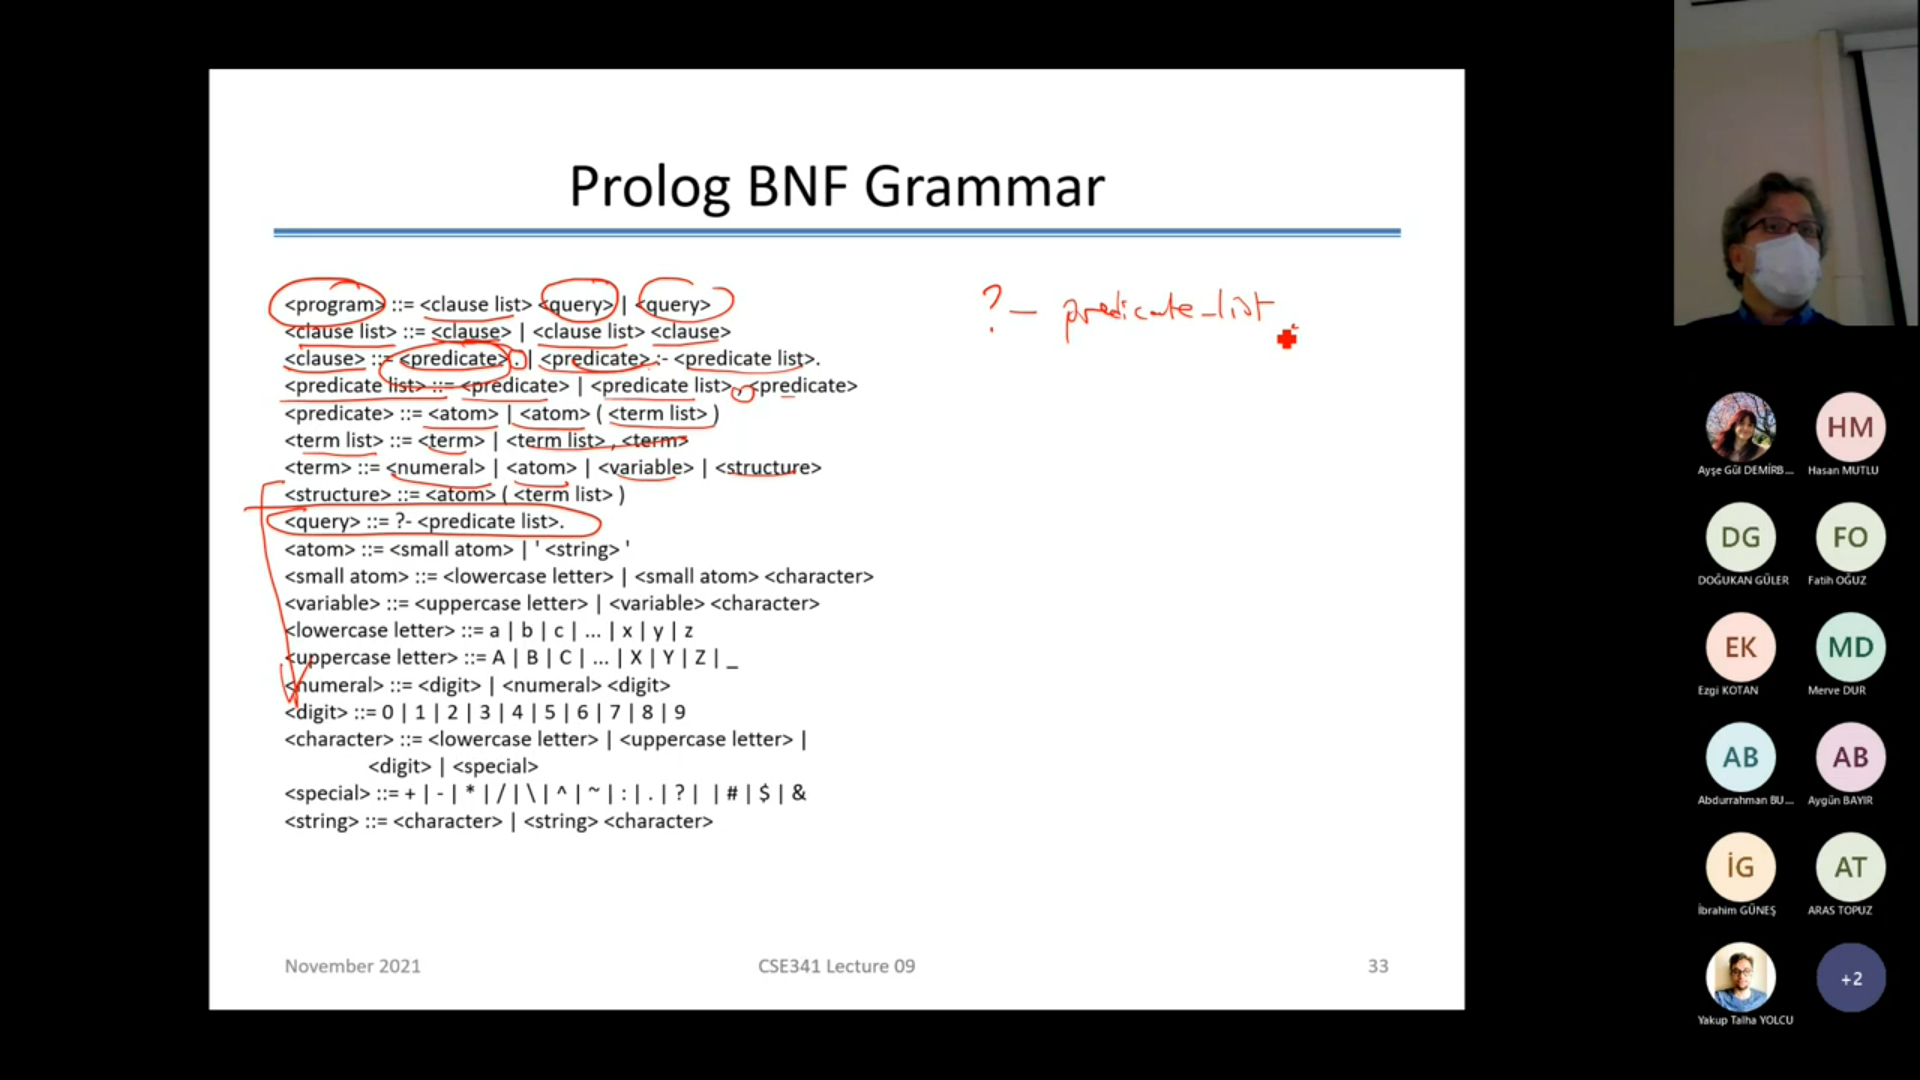 Prolog BNF Grammar
<program> ::= <clause list> <query> | <query>
<clause list> ::= <clause> | <clause list> <clause>
<clause> ::= <predicate> . | <predicate> :- <predicate list>.
<predicate list> ::= <predicate> | <predicate list> , <predicate>
<predicate> ::= <atom> | <atom> ( <term list> )
<term list> ::= <term> | <term list> , <term>
<term> ::= <numeral> | <atom> | <variable> | <structure>
<structure> ::= <atom> ( <term list> )
<query> ::= ?- <predicate list>.
<atom> ::= <small atom> | ' <string> '
<small atom> ::= <lowercase letter> | <small atom> <character>
<variable> ::= <uppercase letter> | <variable> <character>
<lowercase letter> ::= a | b | c | ... | x | y | z
<uppercase letter> ::= A | B | C | ... | X | Y | Z | _
<numeral> ::= <digit> | <numeral> <digit>
<digit> ::= 0 | 1 | 2 | 3 | 4 | 5 | 6 | 7 | 8 | 9
<character> ::= <lowercase letter> | <uppercase letter> |
<digit> | <special>
<special> ::= + | - | * | / | \ | ^ | ~ | : | . | ? | | # | $ | &
<string> ::= <character> | <string> <character>
?- predicate-list
November 2021
CSE341 Lecture 09
33
HM
Ayşe Gül DEMİRB...
Hasan MUTLU
DG
FO
DOĞUKAN GÜLER
Fatih OĞUZ
EK
MD
Ezgi KOTAN
Merve DUR
AB
AB
Abdurrahman BU...
Aygün BAYIR
İG
AT
İbrahim GÜNEŞ
ARAS TOPUZ
+2
Yakup Talha YOLCU